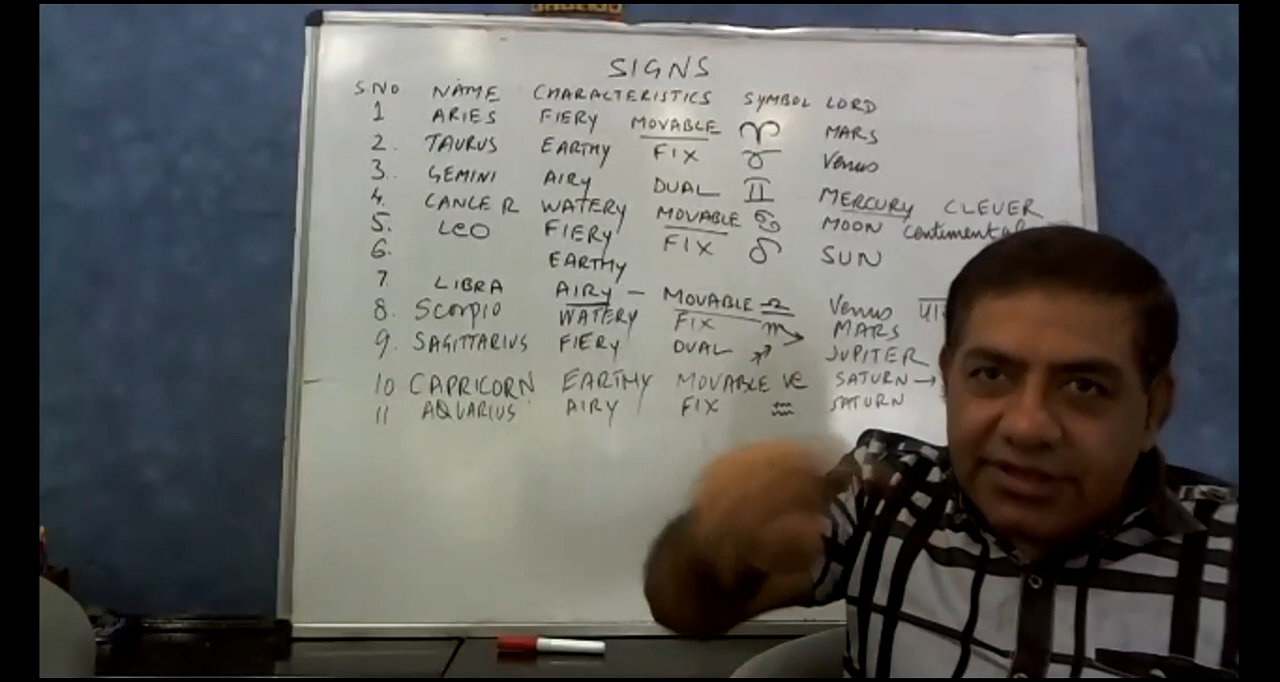 SIGNS
S.NO NAME CHARACTERISTICS SYMBOL LORD
1 ARIES FIERY MOVABLE ♈ MARS
2. TAURUS EARTHY FIX ♉ Venus
3. GEMINI AIRY DUAL ♊ MERCURY CLEVER
4. CANCER WATERY MOVABLE ♋ MOON Centimental
5. LEO FIERY FIX ♌ SUN
6. EARTHY
7 LIBRA AIRY – MOVABLE ♎ Venus
8. Scorpio WATERY FIX ♏ MARS
9. SAGITTARIUS FIERY DUAL ♐ JUPITER
10 CAPRICORN EARTHY MOVABLE SATURN →
11 AQUARIUS AIRY FIX ♒ SATURN